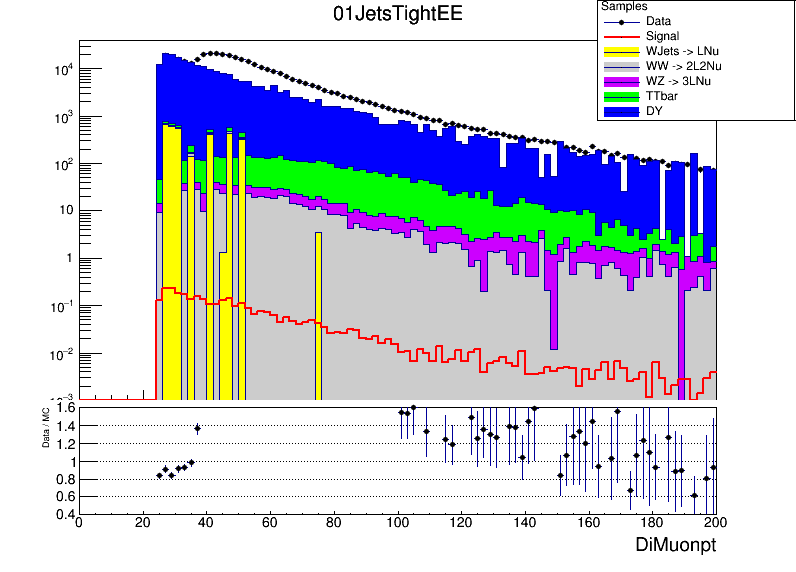 01JetsTightEE
Samples
Data
Signal
WJets -> LNu
WW -> 2L2Nu
WZ -> 3LNu
TTbar
DY
10⁴
10³
10²
10
1
10⁻¹
10⁻²
10⁻³
Data / MC
1.6
1.4
1.2
1
0.8
0.6
0.4
0 20 40 60 80 100 120 140 160 180 200
DiMuonpt